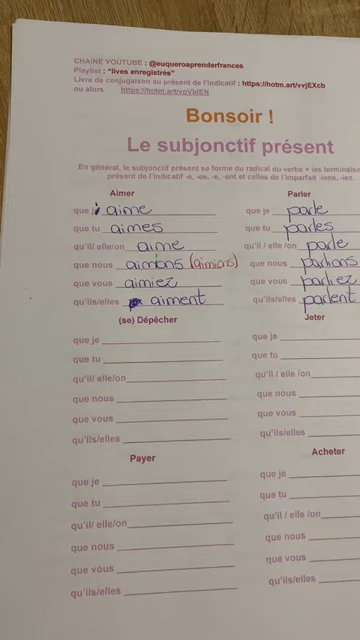 CHAINE YOUTUBE : @euqueroaprenderfrances
Playlist : "lives enregistrés"
Livre de conjugaison au présent de l'indicatif : https://hotm.art/vvjEXcb
ou alors
Bonsoir !
Le subjonctif présent
En général, le subjonctif présent se forme du radical du verbe + les terminaiso
présent de l'indicatif -e, -es, -e, -ent et celles de l'imparfait -ions, -iez.
Aimer
que j' aime
que tu aimes
qu'il/ elle/on aime
que nous aimions (aimions)
que vous aimiez
qu'ils/elles aiment
Parler
que je parle
que tu parles
qu'il / elle /on parle
que nous parlions
que vous parliez
qu'ils/elles parlent
(se) Dépêcher
que je
que tu
qu'il/ elle/on
que nous
que vous
qu'ils/elles
Jeter
que je
que tu
qu'il / elle /on
que nous
que vous
qu'ils/elles
Payer
que je
que tu
qu'il/ elle/on
que nous
que vous
qu'ils/elles
Acheter
que je
que tu
qu'il / elle /on
que nous
que vous
qu'ils/elles